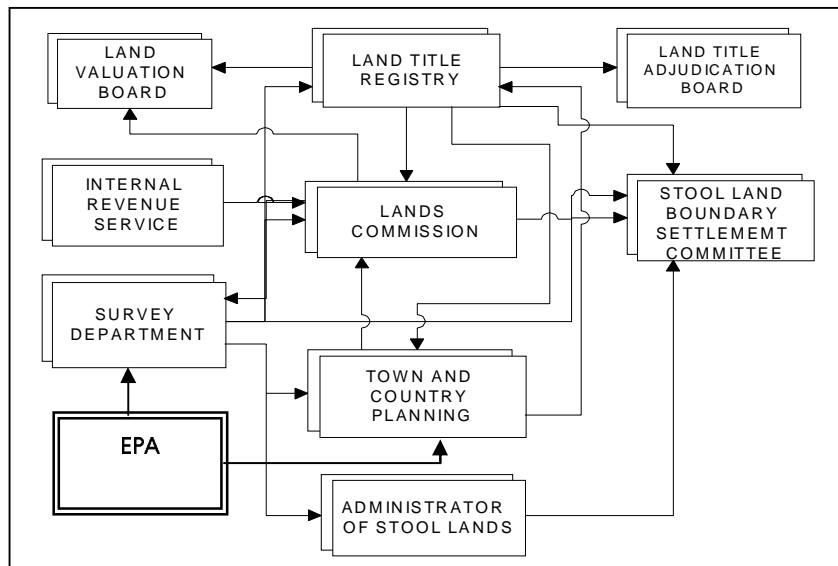 LAND
VALUATION
BOARD
LAND TITLE
REGISTRY
LAND TITLE
ADJUDICATION
BOARD
INTERNAL
REVENUE
SERVICE
LANDS
COMMISSION
STOOL LAND
BOUNDARY
SETTLEMEMT
COMMITTEE
SURVEY
DEPARTMENT
TOWN AND
COUNTRY
PLANNING
EPA
ADMINISTRATOR
OF STOOL LANDS